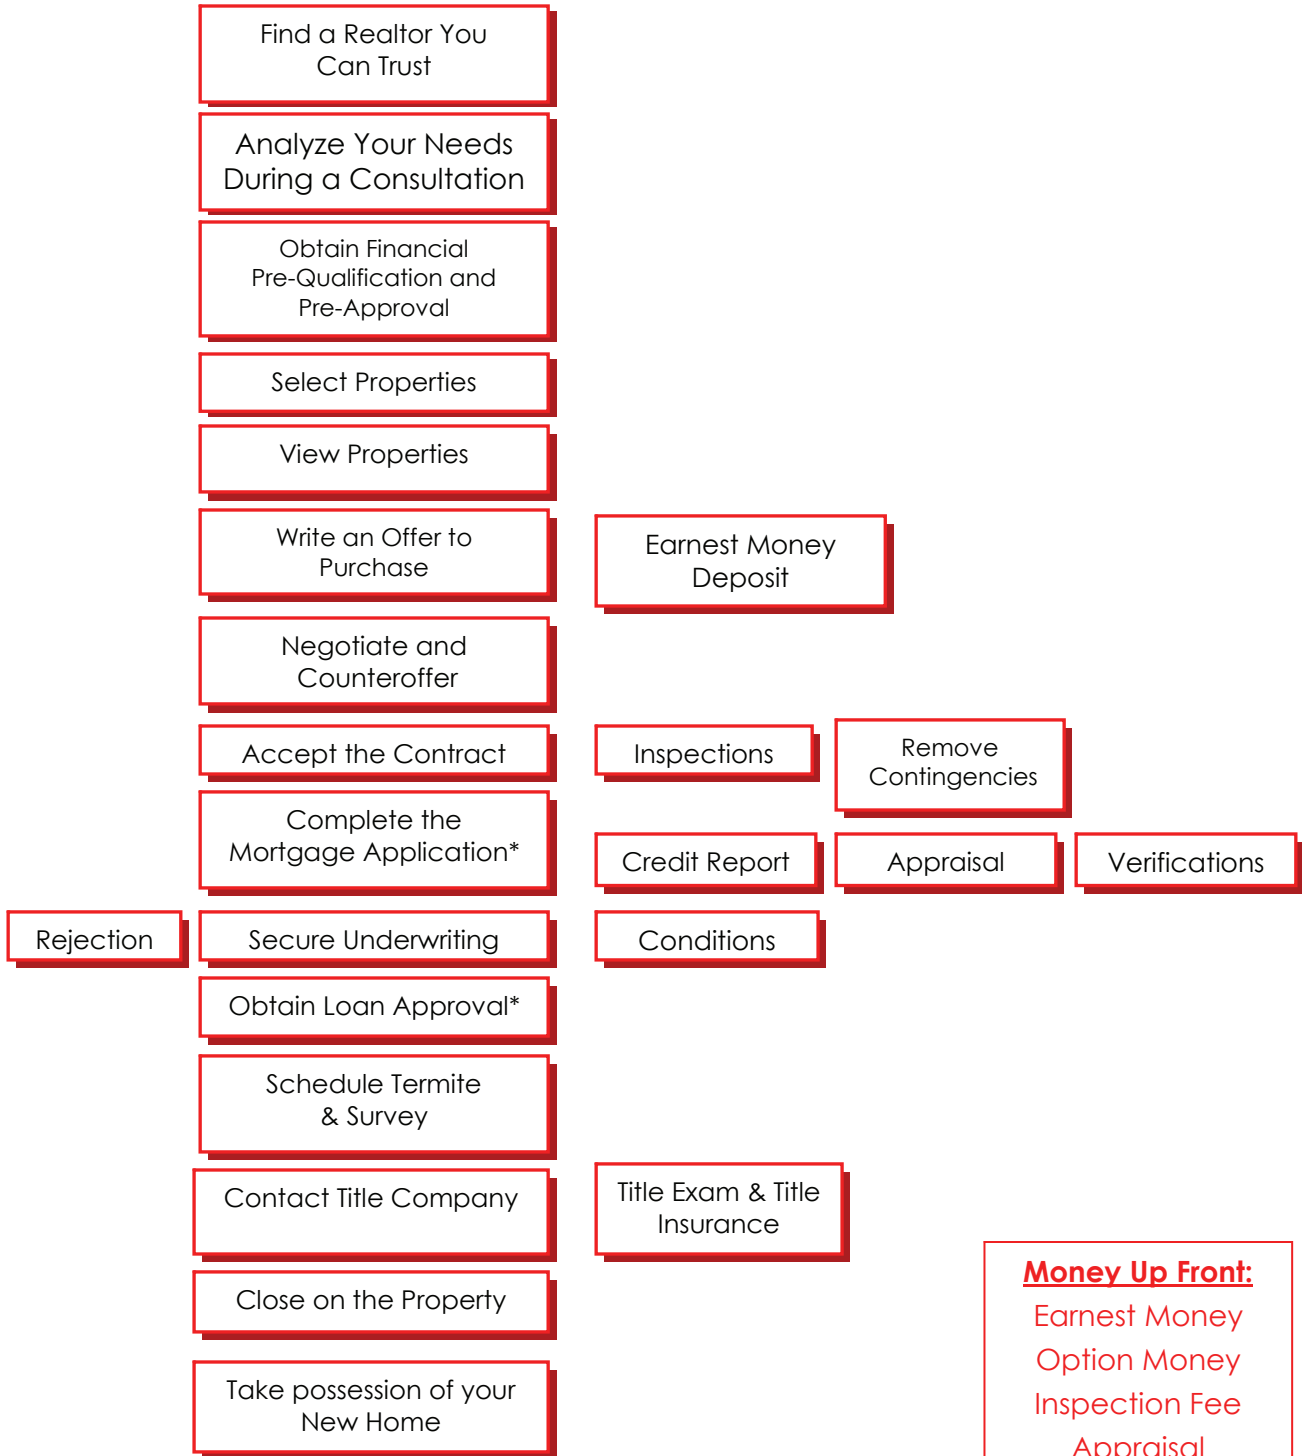 Find a Realtor You
Can Trust
Analyze Your Needs
During a Consultation
Obtain Financial
Pre-Qualification and
Pre-Approval
Select Properties
View Properties
Write an Offer to
Purchase
Earnest Money
Deposit
Negotiate and
Counteroffer
Accept the Contract
Inspections
Remove
Contingencies
Complete the
Mortgage Application*
Credit Report
Appraisal
Verifications
Rejection
Secure Underwriting
Conditions
Obtain Loan Approval*
Schedule Termite
& Survey
Contact Title Company
Title Exam & Title
Insurance
Close on the Property
Take possession of your
New Home
Money Up Front:
Earnest Money
Option Money
Inspection Fee
Appraisal